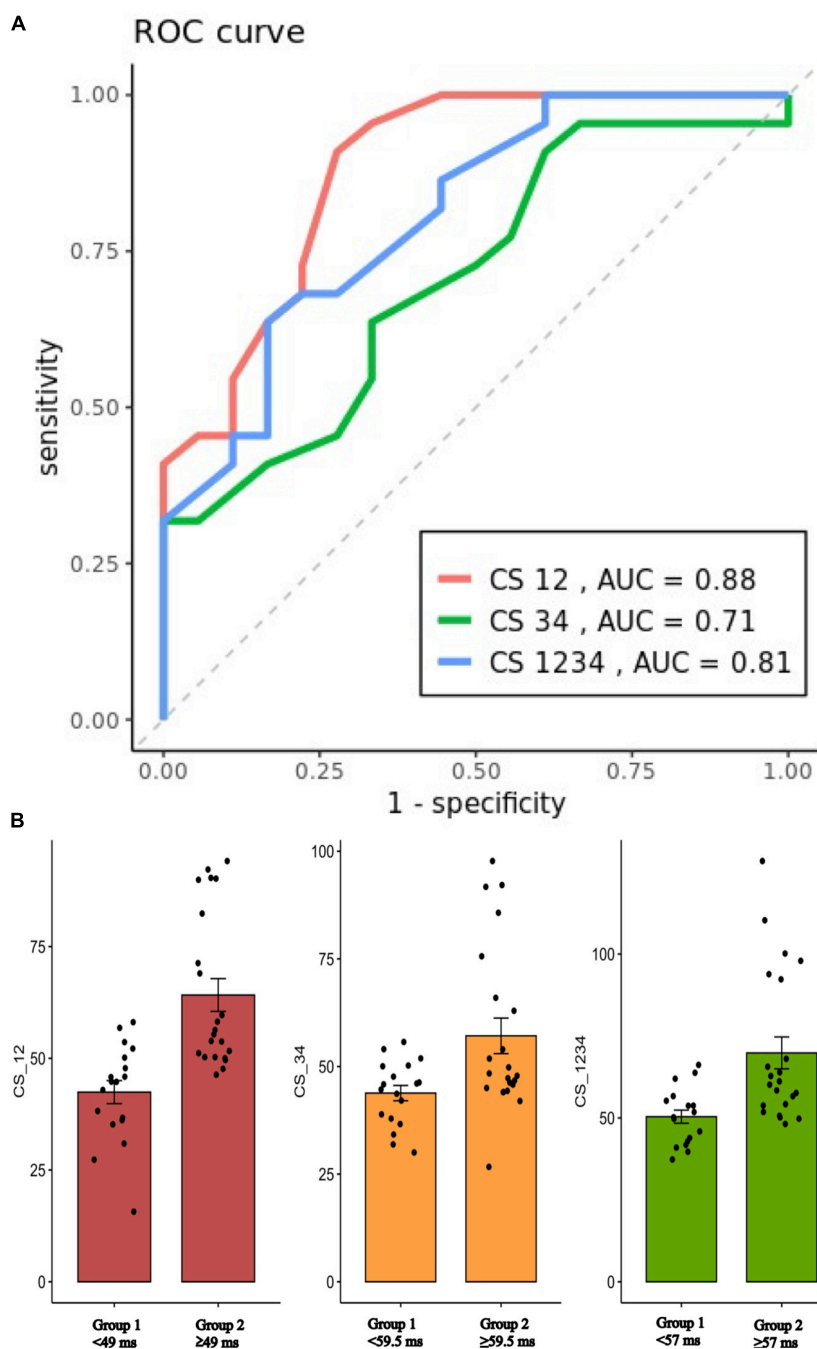 A
ROC curve
1.00
0.75
0.50
0.25
0.00
sensitivity
CS 12 , AUC = 0.88
CS 34 , AUC = 0.71
CS 1234 , AUC = 0.81
0.00 0.25 0.50 0.75 1.00
1 - specificity
B
75
50
25
0
CS_12
Group 1 Group 2
<49 ms ≥49 ms
100
75
50
25
0
CS_34
Group 1 Group 2
<59.5 ms ≥59.5 ms
100
50
0
CS_1234
Group 1 Group 2
<57 ms ≥57 ms